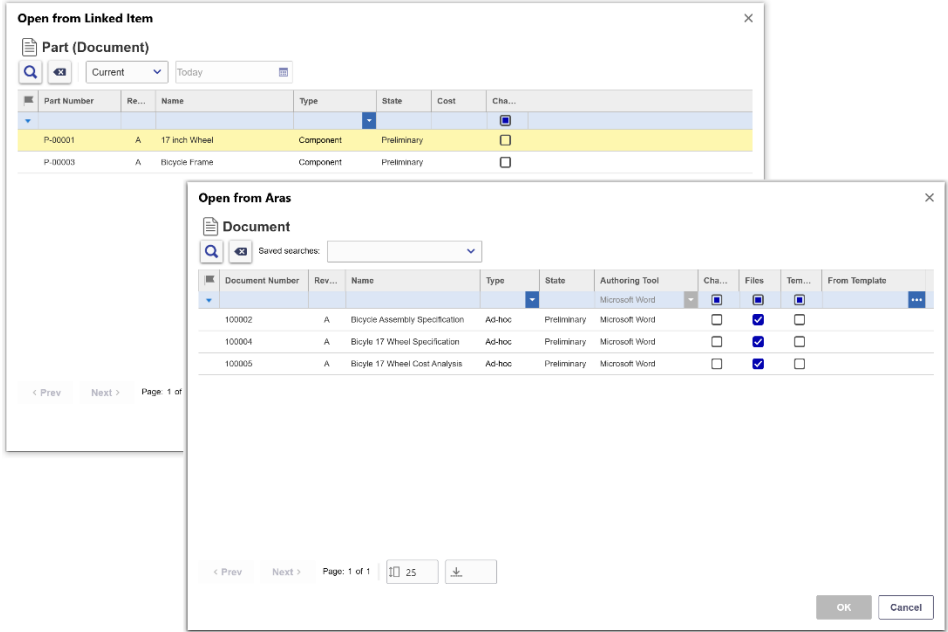 Open from Linked Item
Part (Document)
Current Today
Part Number Re... Name Type State Cost Cha...
P-00001 A 17 inch Wheel Component Preliminary
P-00003 A Bicycle Frame Component Preliminary
< Prev Next > Page: 1 of
Open from Aras
Document
Saved searches:
Document Number Rev... Name Type State Authoring Tool Cha... Files Tem... From Template
Microsoft Word
100002 A Bicycle Assembly Specification Ad-hoc Preliminary Microsoft Word
100004 A Bicyle 17 Wheel Specification Ad-hoc Preliminary Microsoft Word
100005 A Bicyle 17 Wheel Cost Analysis Ad-hoc Preliminary Microsoft Word
< Prev Next > Page: 1 of 1 25
OK Cancel